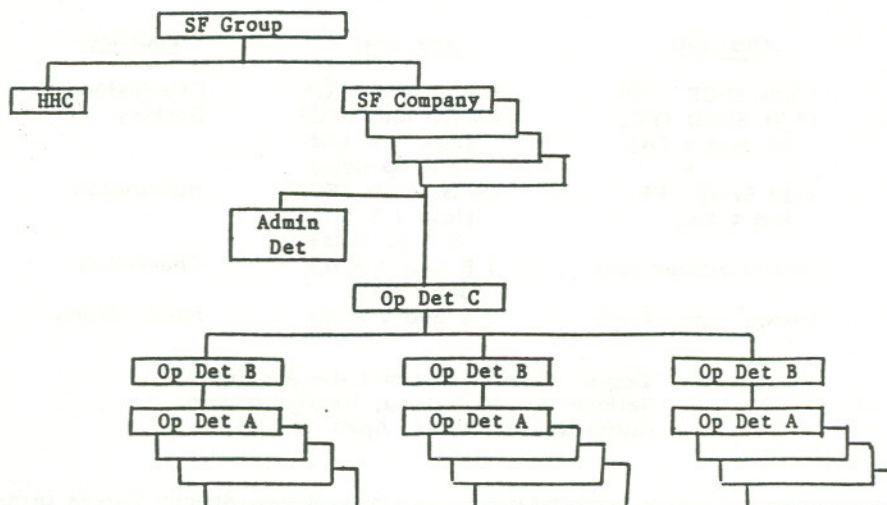 SF Group
HHC
SF Company
Admin
Det
Op Det C
Op Det B
Op Det B
Op Det B
Op Det A
Op Det A
Op Det A